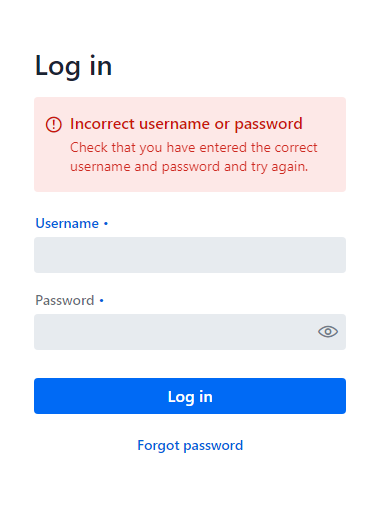 Log in
Incorrect username or password
Check that you have entered the correct
username and password and try again.
Username •
Password •
Log in
Forgot password